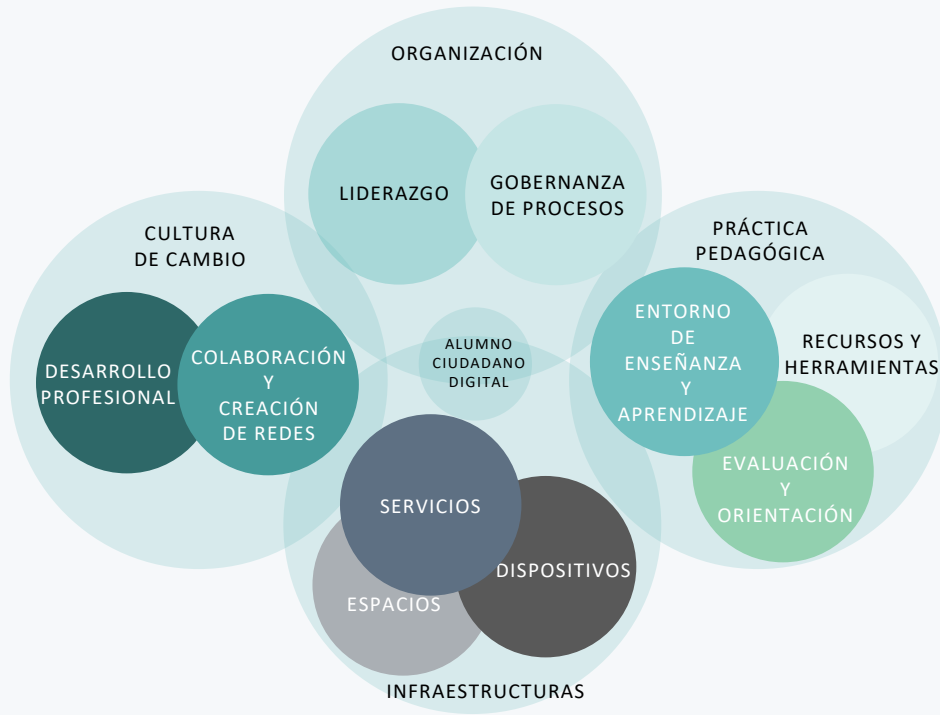 ORGANIZACIÓN
LIDERAZGO
GOBERNANZA
DE PROCESOS
CULTURA
DE CAMBIO
DESARROLLO
PROFESIONAL
COLABORACIÓN
Y
CREACIÓN
DE REDES
ALUMNO
CIUDADANO
DIGITAL
PRÁCTICA
PEDAGÓGICA
ENTORNO
DE
ENSEÑANZA
Y
APRENDIZAJE
RECURSOS Y
HERRAMIENTAS
EVALUACIÓN
Y
ORIENTACIÓN
SERVICIOS
DISPOSITIVOS
ESPACIOS
INFRAESTRUCTURAS